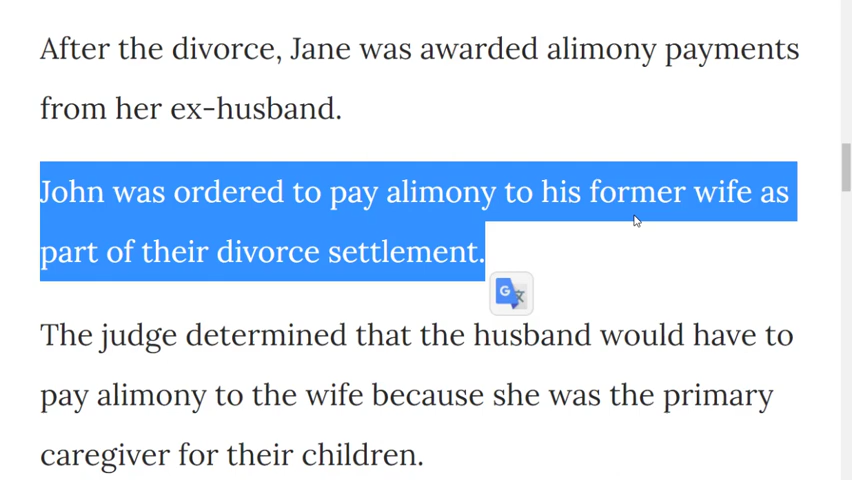 After the divorce, Jane was awarded alimony payments
from her ex-husband.
John was ordered to pay alimony to his former wife as
part of their divorce settlement.
G文
The judge determined that the husband would have to
pay alimony to the wife because she was the primary
caregiver for their children.